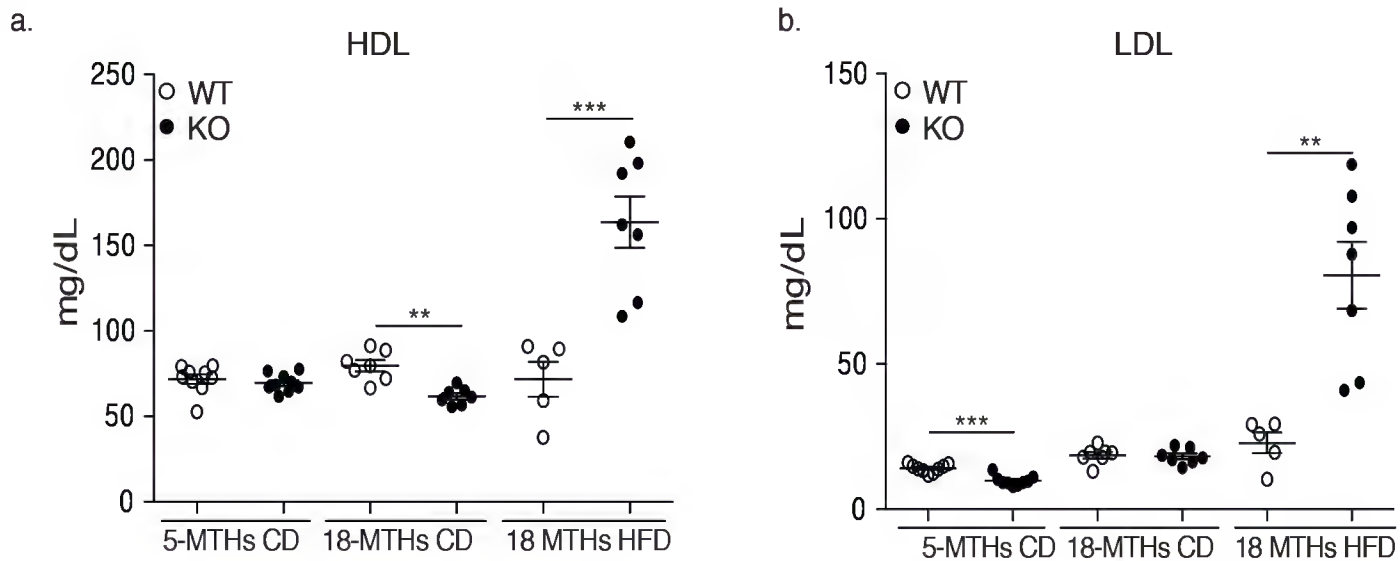 a.
HDL
250
200
150
100
50
0
mg/dL
WT
KO
**
***
5-MTHs CD
18-MTHs CD
18 MTHs HFD
b.
LDL
150
100
50
0
mg/dL
WT
KO
***
**
5-MTHs CD
18-MTHs CD
18 MTHs HFD